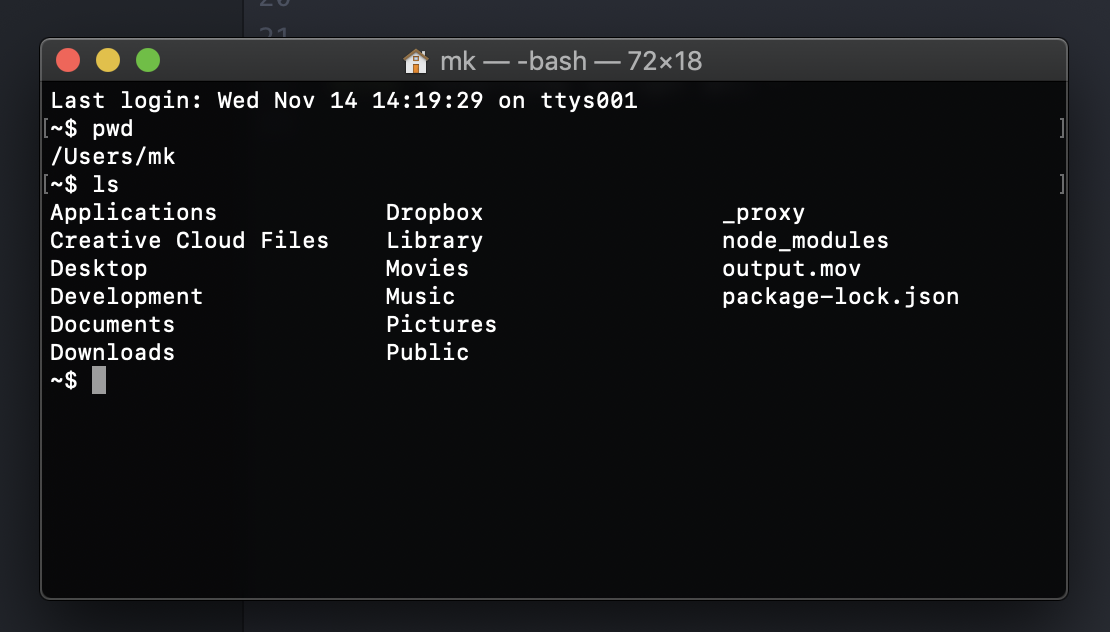 20
21
mk — -bash — 72×18
Last login: Wed Nov 14 14:19:29 on ttys001
[~$ pwd ]
/Users/mk
[~$ ls ]
Applications Dropbox _proxy
Creative Cloud Files Library node_modules
Desktop Movies output.mov
Development Music package-lock.json
Documents Pictures
Downloads Public
~$